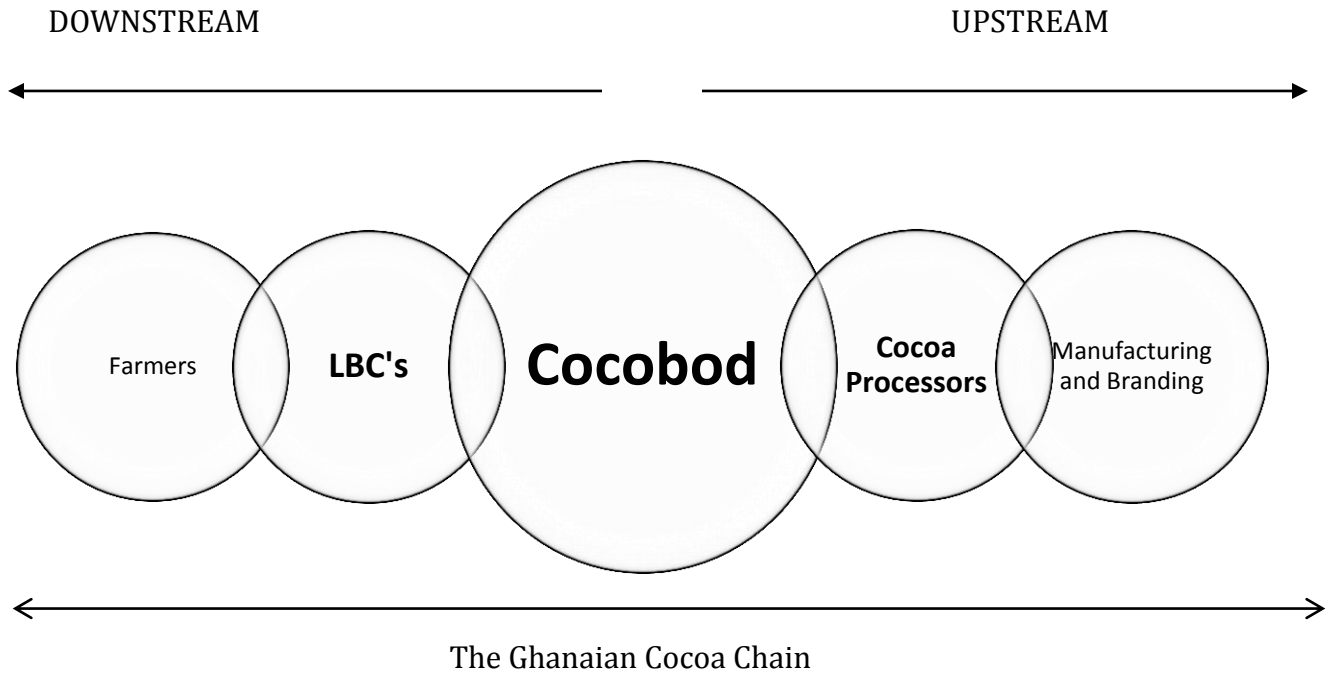 DOWNSTREAM
UPSTREAM
Farmers
LBC's
Cocobod
Cocoa
Processors
Manufacturing
and Branding
The Ghanaian Cocoa Chain